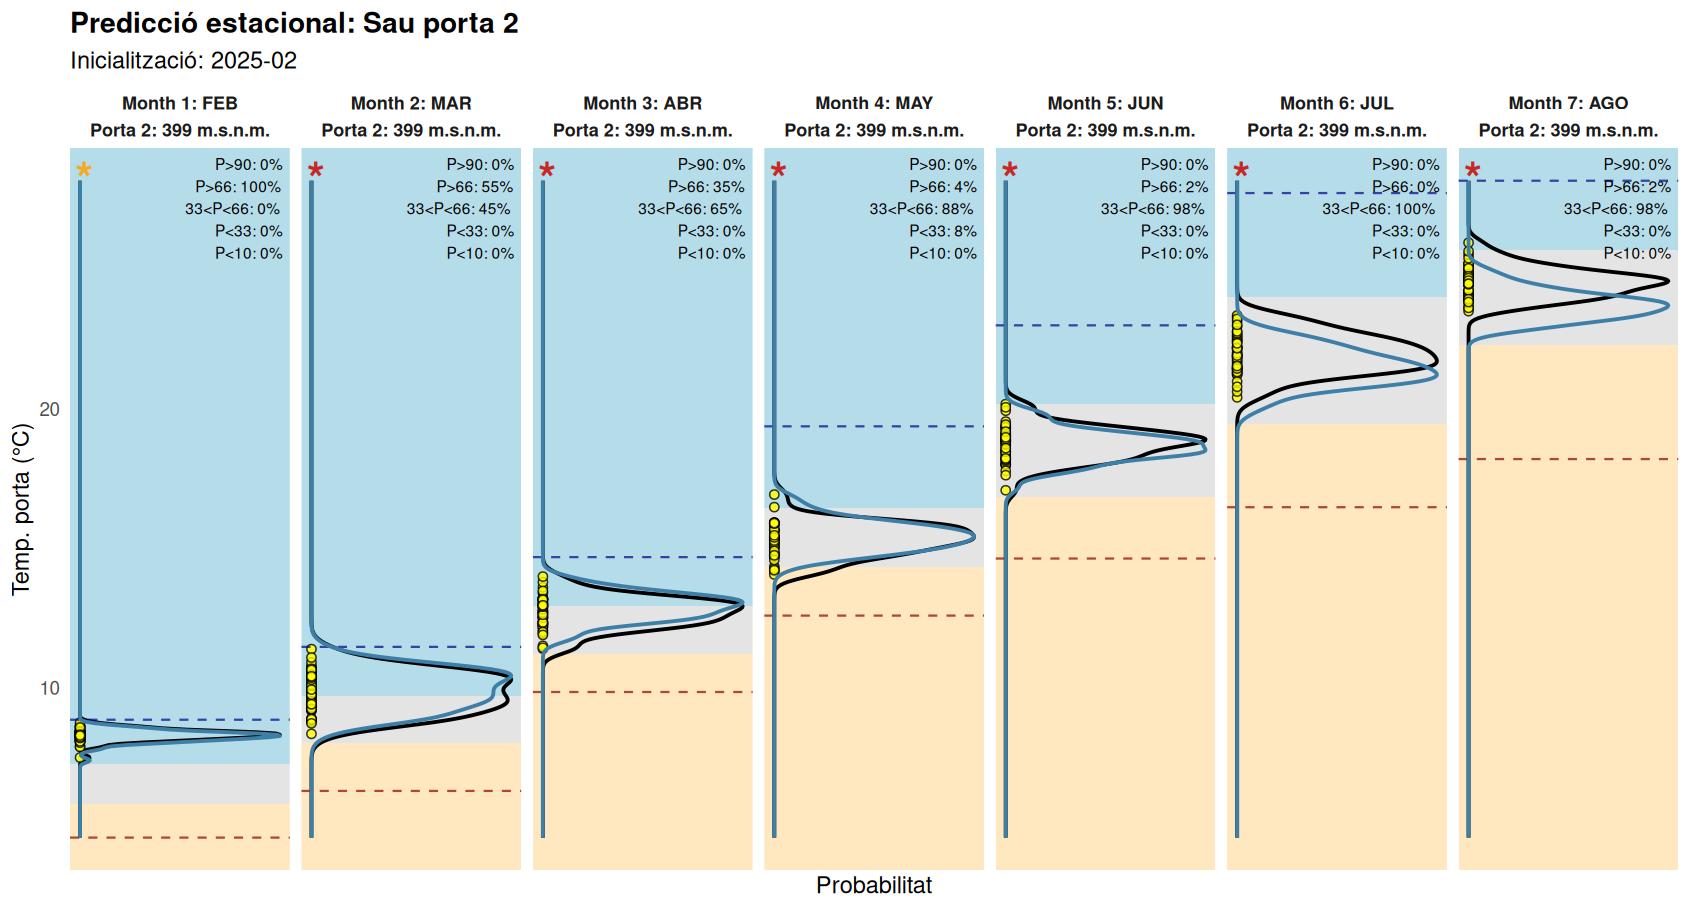 Predicció estacional: Sau porta 2
Inicialització: 2025-02
Month 1: FEB
Porta 2: 399 m.s.n.m.
Month 2: MAR
Porta 2: 399 m.s.n.m.
Month 3: ABR
Porta 2: 399 m.s.n.m.
Month 4: MAY
Porta 2: 399 m.s.n.m.
Month 5: JUN
Porta 2: 399 m.s.n.m.
Month 6: JUL
Porta 2: 399 m.s.n.m.
Month 7: AGO
Porta 2: 399 m.s.n.m.
*
P>90: 0%
P>66: 100%
33<P<66: 0%
P<33: 0%
P<10: 0%
*
P>90: 0%
P>66: 55%
33<P<66: 45%
P<33: 0%
P<10: 0%
*
P>90: 0%
P>66: 35%
33<P<66: 65%
P<33: 0%
P<10: 0%
*
P>90: 0%
P>66: 4%
33<P<66: 88%
P<33: 8%
P<10: 0%
*
P>90: 0%
P>66: 2%
33<P<66: 98%
P<33: 0%
P<10: 0%
*
P>90: 0%
P>66: 0%
33<P<66: 100%
P<33: 0%
P<10: 0%
*
P>90: 0%
P>66: 2%
33<P<66: 98%
P<33: 0%
P<10: 0%
20
10
Temp. porta (°C)
Probabilitat